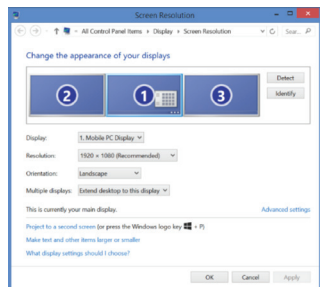 Screen Resolution
All Control Panel Items › Display › Screen Resolution
Sear...
Change the appearance of your displays
2
1
3
Detect
Identify
Display: 1. Mobile PC Display
Resolution: 1920 × 1080 (Recommended)
Orientation: Landscape
Multiple displays: Extend desktop to this display
This is currently your main display.
Advanced settings
Project to a second screen (or press the Windows logo key + P)
Make text and other items larger or smaller
What display settings should I choose?
OK
Cancel
Apply